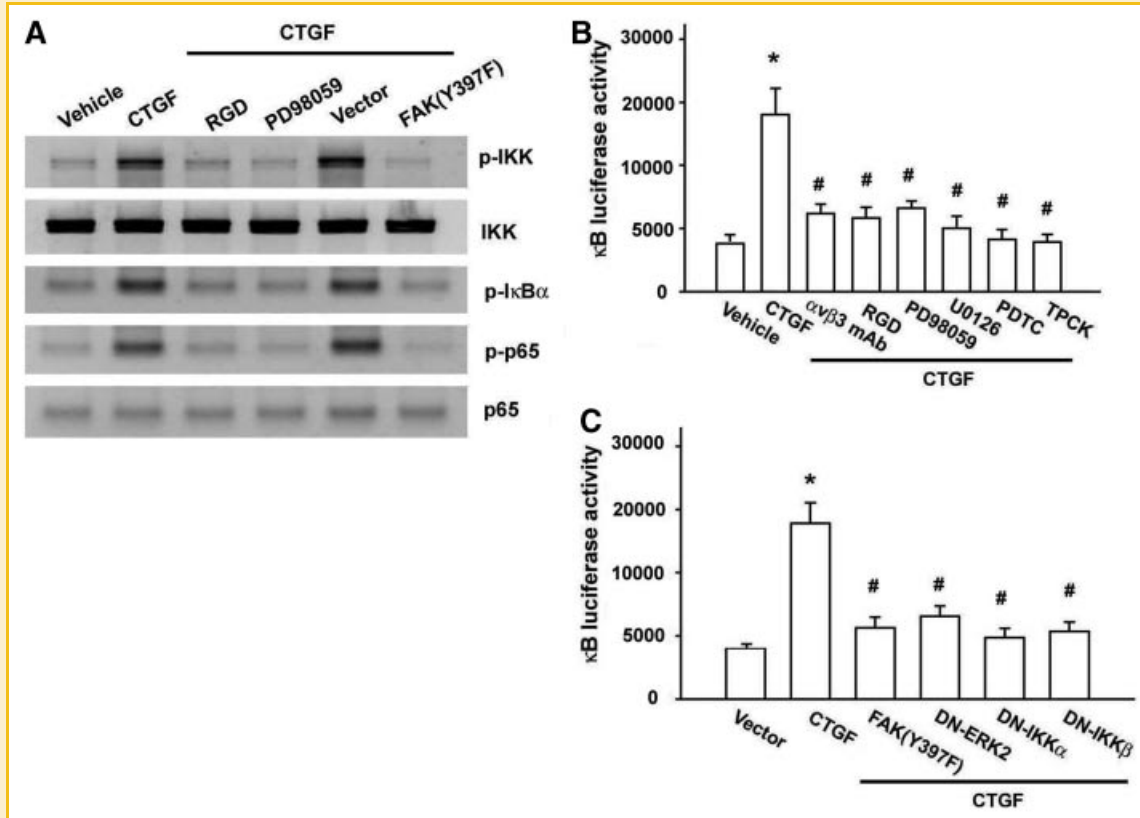 A
CTGF
Vehicle CTGF RGD PD98059 Vector FAK(Y397F)
p-IKK
IKK
p-IκBα
p-p65
p65
B
κB luciferase activity
30000
20000
10000
5000
0
*
# # # # # #
Vehicle CTGF αvβ3 mAb RGD PD98059 U0126 PDTC TPCK
CTGF
C
κB luciferase activity
30000
20000
10000
5000
0
*
# # # #
Vector CTGF FAK(Y397F) DN-ERK2 DN-IKKα DN-IKKβ
CTGF